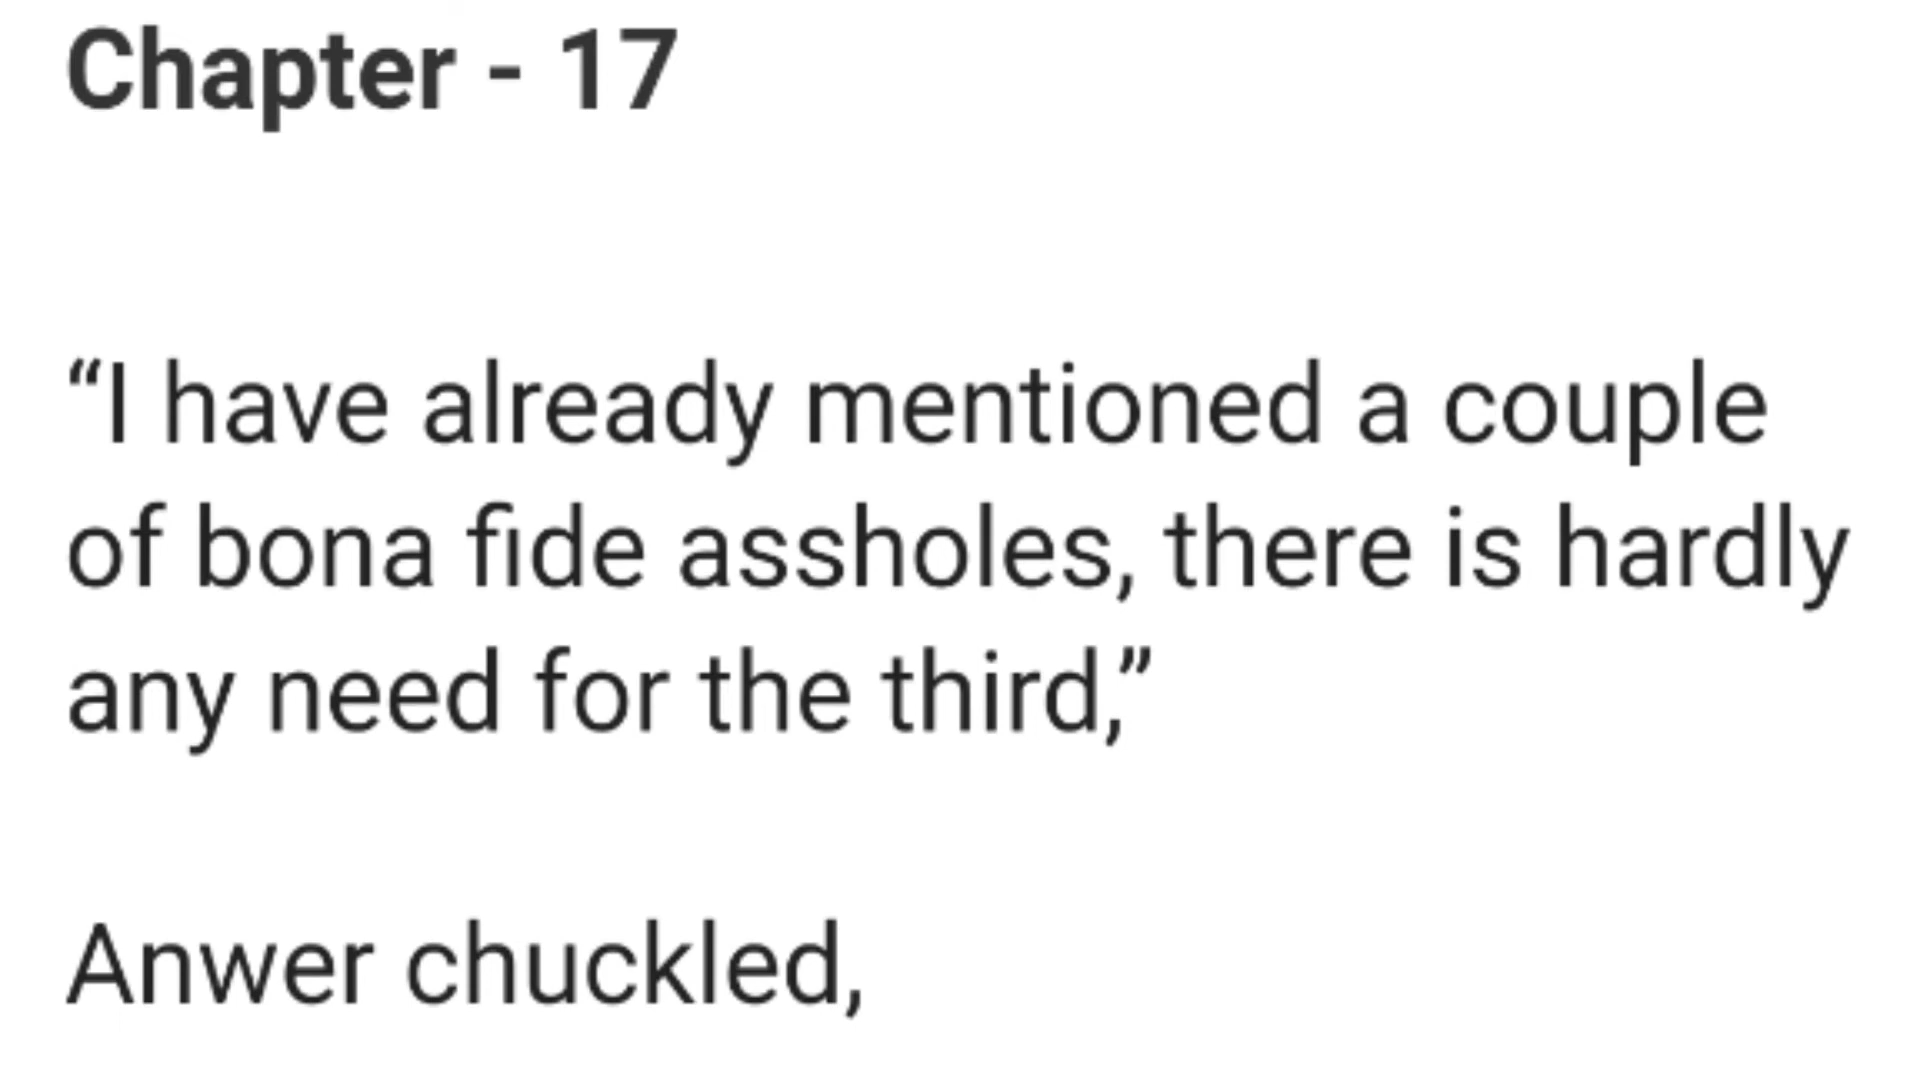 Chapter - 17
“I have already mentioned a couple
of bona fide assholes, there is hardly
any need for the third,”
Anwer chuckled,